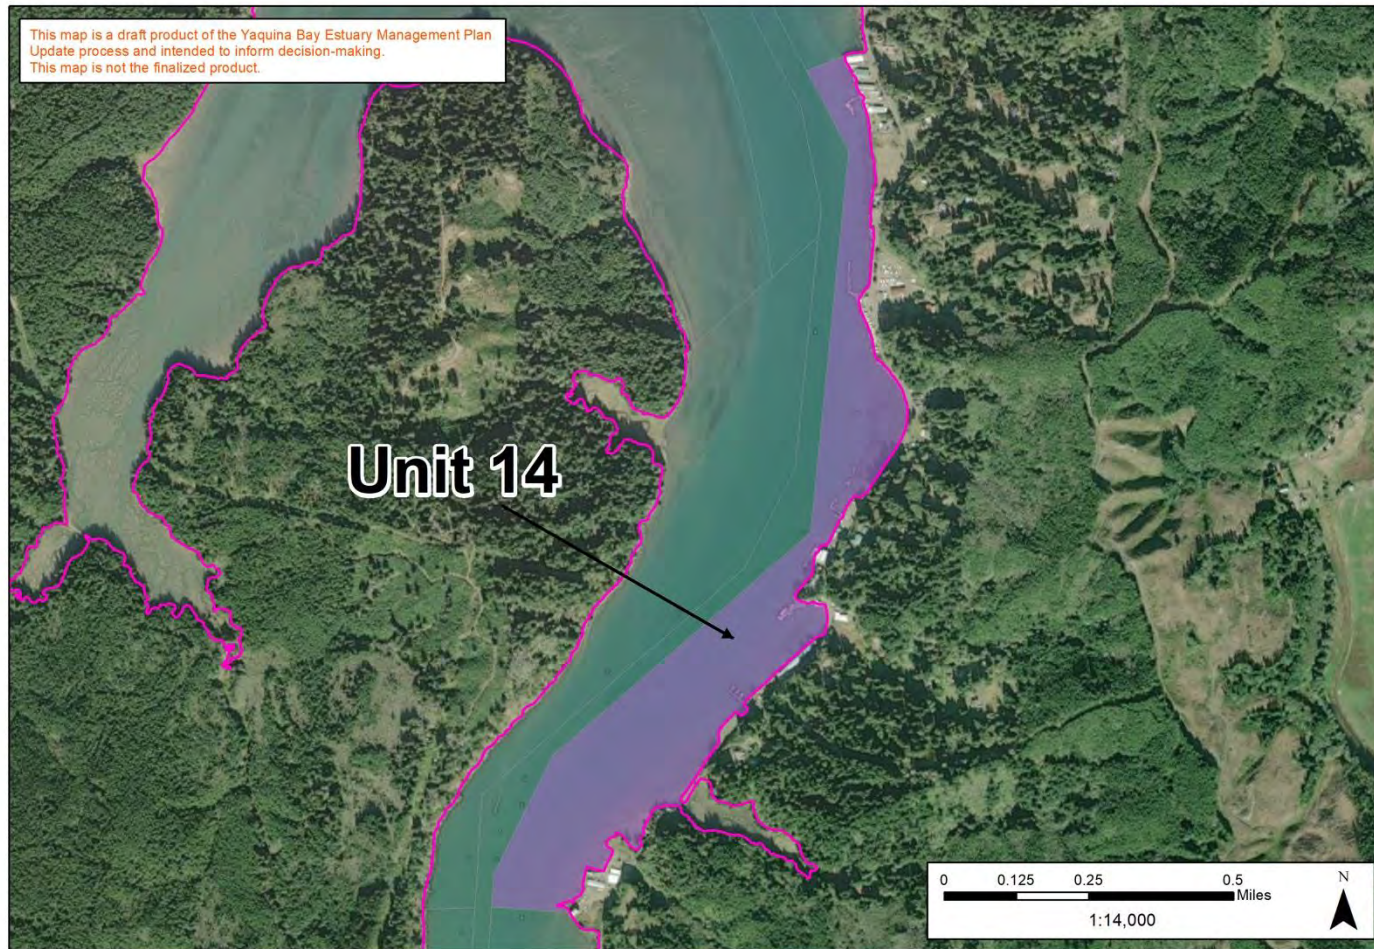 This map is a draft product of the Yaquina Bay Estuary Management Plan
Update process and intended to inform decision-making.
This map is not the finalized product.
Unit 14
0 0.125 0.25 0.5
Miles
1:14,000
N